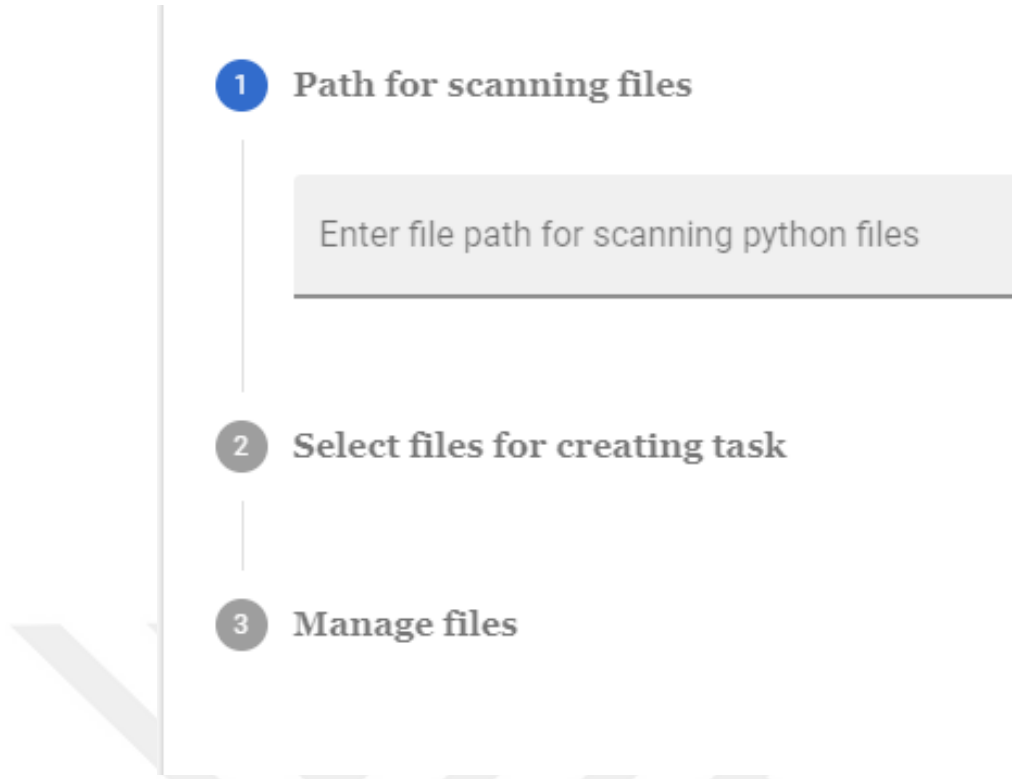 1 Path for scanning files
Enter file path for scanning python files
2 Select files for creating task
3 Manage files